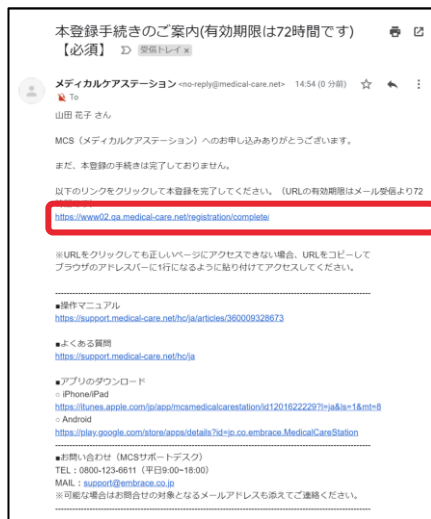 本登録手続きのご案内(有効期限は72時間です)
【必須】 受信トレイ ×
メディカルケアステーション <no-reply@medical-care.net> 14:54 (0 分前)
To
山田 花子 さん
MCS（メディカルケアステーション）へのお申し込みありがとうございます。
まだ、本登録の手続きは完了しておりません。
以下のリンクをクリックして本登録を完了してください。（URLの有効期限はメール受信より72
https://www02.qa.medical-care.net/registration/complete/
※URLをクリックしても正しいページにアクセスできない場合、URLをコピーして
ブラウザのアドレスバーに1行になるように貼り付けてアクセスしてください。
■操作マニュアル
https://support.medical-care.net/hc/ja/articles/360009328673
■よくある質問
https://support.medical-care.net/hc/ja
■アプリのダウンロード
○ iPhone/iPad
https://itunes.apple.com/jp/app/mcsmedicalcarestation/id1201622229?l=ja&ls=1&mt=8
○ Android
https://play.google.com/store/apps/details?id=jp.co.embrace.MedicalCareStation
■お問い合わせ（MCSサポートデスク）
TEL：0800-123-6611（平日9:00~18:00）
MAIL：support@embrace.co.jp
※可能な場合はお問合せの対象となるメールアドレスも添えてご連絡ください。